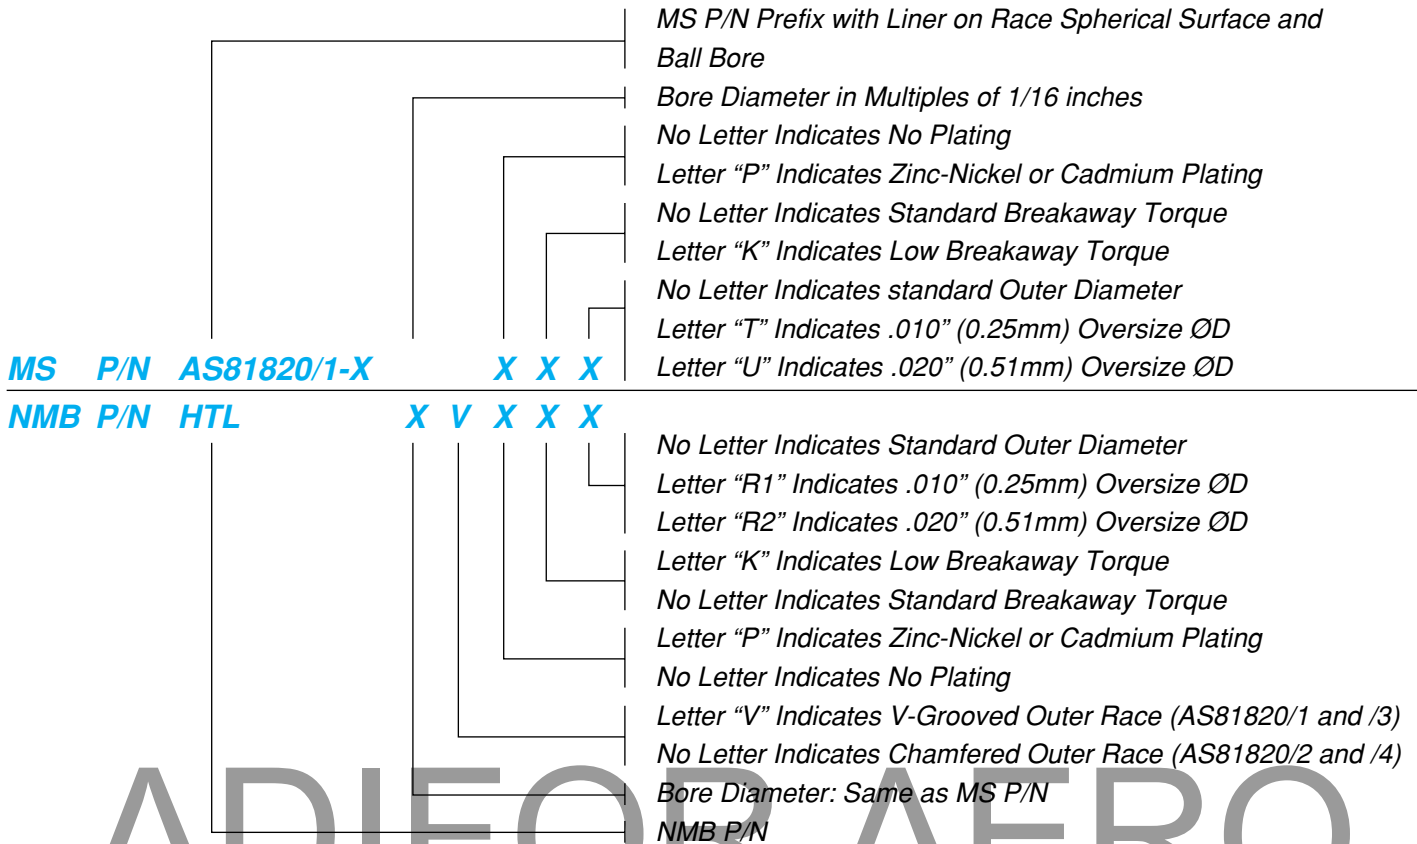 MS P/N Prefix with Liner on Race Spherical Surface and
Ball Bore
Bore Diameter in Multiples of 1/16 inches
No Letter Indicates No Plating
Letter “P” Indicates Zinc-Nickel or Cadmium Plating
No Letter Indicates Standard Breakaway Torque
Letter “K” Indicates Low Breakaway Torque
No Letter Indicates standard Outer Diameter
Letter “T” Indicates .010” (0.25mm) Oversize ØD
Letter “U” Indicates .020” (0.51mm) Oversize ØD
MS P/N AS81820/1-X X X X
NMB P/N HTL X V X X X
No Letter Indicates Standard Outer Diameter
Letter “R1” Indicates .010” (0.25mm) Oversize ØD
Letter “R2” Indicates .020” (0.51mm) Oversize ØD
Letter “K” Indicates Low Breakaway Torque
No Letter Indicates Standard Breakaway Torque
Letter “P” Indicates Zinc-Nickel or Cadmium Plating
No Letter Indicates No Plating
Letter “V” Indicates V-Grooved Outer Race (AS81820/1 and /3)
No Letter Indicates Chamfered Outer Race (AS81820/2 and /4)
Bore Diameter: Same as MS P/N
NMB P/N
ADIFOR AERO